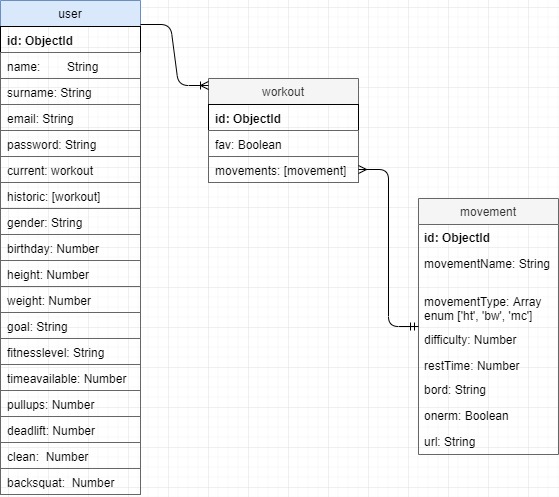 user
id: ObjectId
name: String
surname: String
email: String
password: String
current: workout
historic: [workout]
gender: String
birthday: Number
height: Number
weight: Number
goal: String
fitnesslevel: String
timeavailable: Number
pullups: Number
deadlift: Number
clean: Number
backsquat: Number
workout
id: ObjectId
fav: Boolean
movements: [movement]
movement
id: ObjectId
movementName: String
movementType: Array
enum ['ht', 'bw', 'mc']
difficulty: Number
restTime: Number
bord: String
onerm: Boolean
url: String